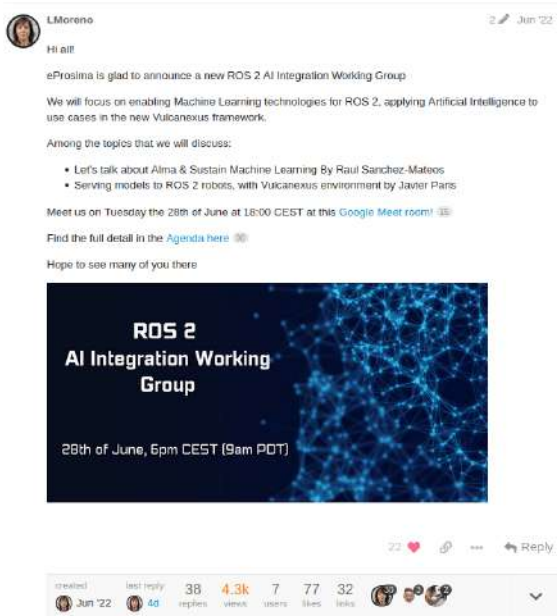 LMoreno
2 Jun '22
Hi all!
eProsima is glad to announce a new ROS 2 AI Integration Working Group
We will focus on enabling Machine Learning technologies for ROS 2, applying Artificial Intelligence to
use cases in the new Vulcanexus framework.
Among the topics that we will discuss:
• Let's talk about Alma & Sustain Machine Learning By Raul Sanchez-Mateos
• Serving models to ROS 2 robots, with Vulcanexus environment by Javier Paris
Meet us on Tuesday the 28th of June at 18:00 CEST at this Google Meet room!
Find the full detail in the Agenda here
Hope to see many of you there
ROS 2
AI Integration Working
Group
28th of June, 6pm CEST (9am PDT)
22
Reply
created last reply 38 4.3k 7 77 32
Jun '22 4d replies views users likes links